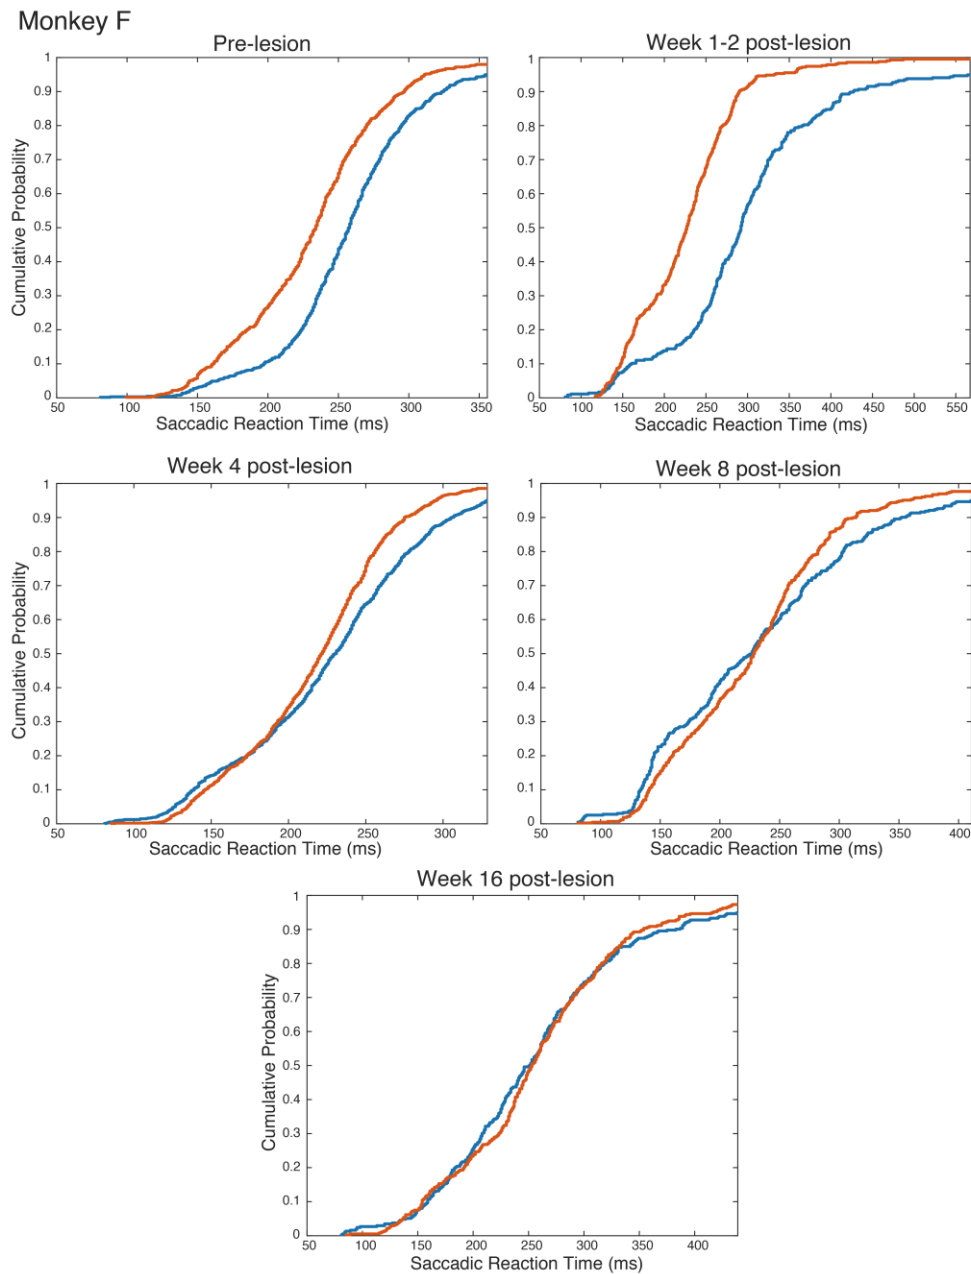 Monkey F
Pre-lesion
1
0.9
0.8
0.7
0.6
0.5
0.4
0.3
0.2
0.1
0
Cumulative Probability
50 100 150 200 250 300 350
Saccadic Reaction Time (ms)
Week 1-2 post-lesion
1
0.9
0.8
0.7
0.6
0.5
0.4
0.3
0.2
0.1
0
50 100 150 200 250 300 350 400 450 500 550
Saccadic Reaction Time (ms)
Week 4 post-lesion
1
0.9
0.8
0.7
0.6
0.5
0.4
0.3
0.2
0.1
0
Cumulative Probability
50 100 150 200 250 300
Saccadic Reaction Time (ms)
Week 8 post-lesion
1
0.9
0.8
0.7
0.6
0.5
0.4
0.3
0.2
0.1
0
50 100 150 200 250 300 350 400
Saccadic Reaction Time (ms)
Week 16 post-lesion
1
0.9
0.8
0.7
0.6
0.5
0.4
0.3
0.2
0.1
0
Cumulative Probability
50 100 150 200 250 300 350 400
Saccadic Reaction Time (ms)